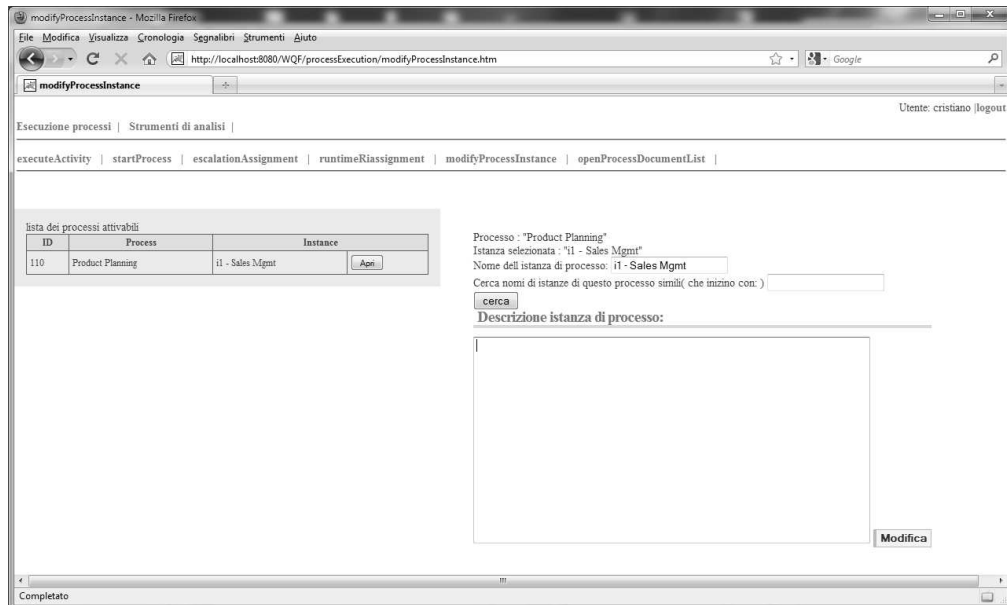 modifyProcessInstance - Mozilla Firefox
File Modifica Visualizza Cronologia Segnalibri Strumenti Aiuto
http://localhost:8080/WQF/processExecution/modifyProcessInstance.htm
Google
modifyProcessInstance
Utente: cristiano |logout
Esecuzione processi | Strumenti di analisi |
executeActivity | startProcess | escalationAssignment | runtimeRiassignment | modifyProcessInstance | openProcessDocumentList |
lista dei processi attivabili
ID Process Instance
110 Product Planning i1 - Sales Mgmt Apri
Processo : "Product Planning"
Istanza selezionata : "i1 - Sales Mgmt"
Nome dell istanza di processo: i1 - Sales Mgmt
Cerca nomi di istanze di questo processo simili( che inizino con: )
cerca
Descrizione istanza di processo:
Modifica
Completato